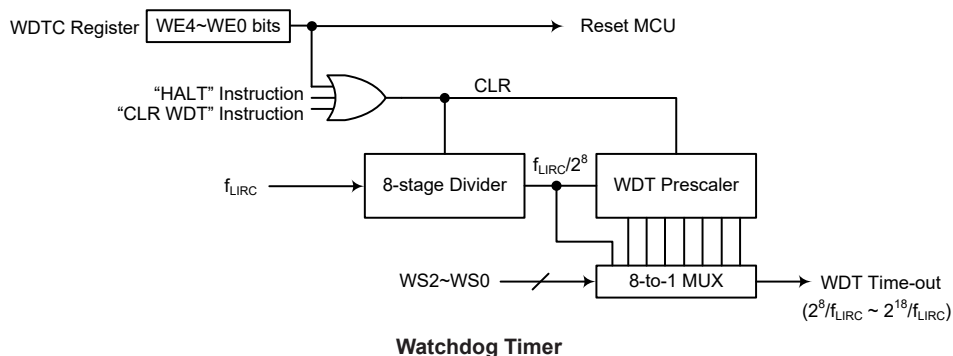 WDTC Register WE4~WE0 bits Reset MCU
CLR
“HALT” Instruction
“CLR WDT” Instruction
fLIRC 8-stage Divider fLIRC/2⁸ WDT Prescaler
WS2~WS0 8-to-1 MUX WDT Time-out
(2⁸/fLIRC ~ 2¹⁸/fLIRC)
Watchdog Timer